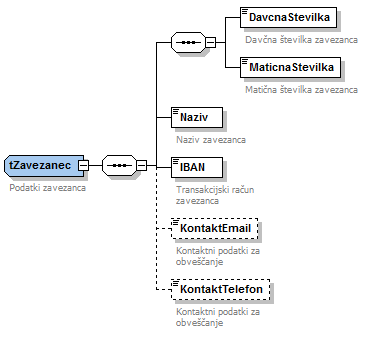 DavcnaStevilka
Davčna številka zavezanca
MaticnaStevilka
Matična številka zavezanca
Naziv
Naziv zavezanca
tZavezanec
Podatki zavezanca
IBAN
Transakcijski račun
zavezanca
KontaktEmail
Kontaktni podatki za
obveščanje
KontaktTelefon
Kontaktni podatki za
obveščanje